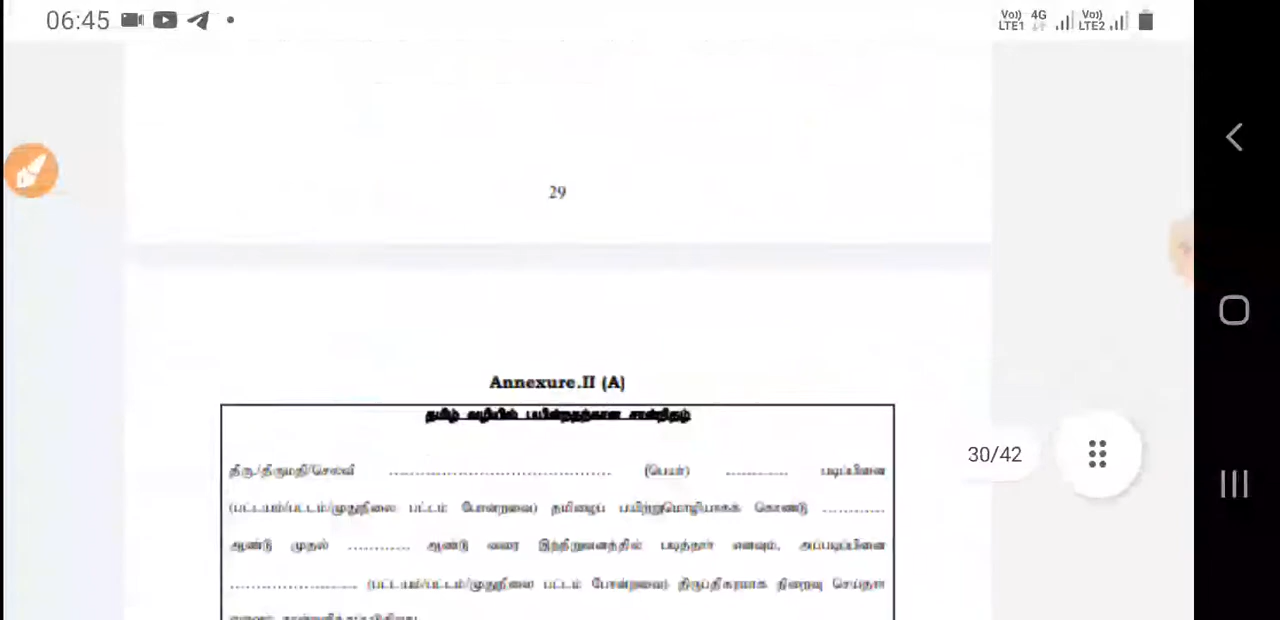 06:45
Vo)) 4G Vo))
LTE1 LTE2
29
Annexure.II (A)
தமிழ் வழியில் பயின்றதற்கான சான்றிதழ்
திரு./திருமதி/செல்வி ........................................ (பெயர்) .............. படிப்பினை
(பட்டயம்/பட்டம்/முதுநிலை பட்டம் போன்றவை) தமிழைப் பயிற்றுமொழியாகக் கொண்டு ..............
30/42
ஆண்டு முதல் .............. ஆண்டு வரை இந்நிறுவனத்தில் படித்தார் எனவும், அப்படிப்பினை
........................ (பட்டயம்/பட்டம்/முதுநிலை பட்டம் போன்றவை) திருப்திகரமாக நிறைவு செய்தார்